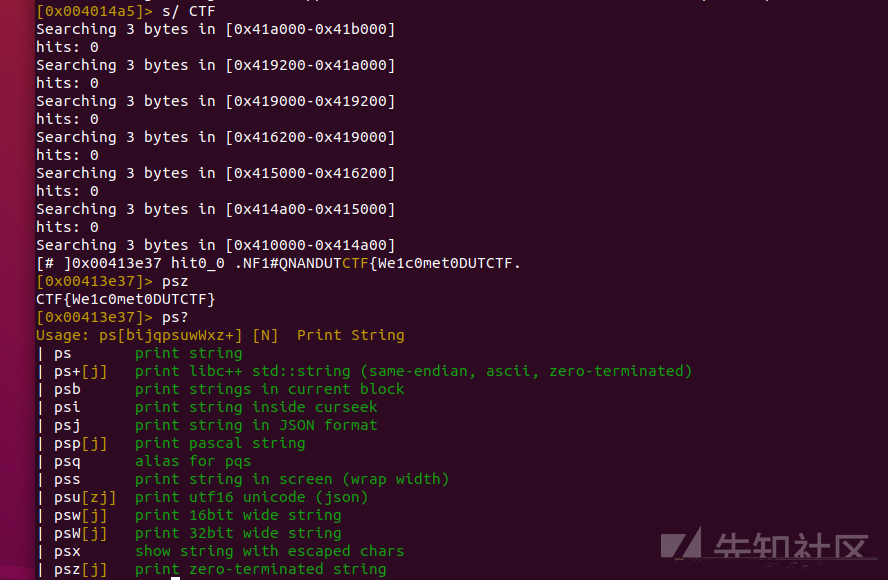 [0x004014a5]> s/ CTF
Searching 3 bytes in [0x41a000-0x41b000]
hits: 0
Searching 3 bytes in [0x419200-0x41a000]
hits: 0
Searching 3 bytes in [0x419000-0x419200]
hits: 0
Searching 3 bytes in [0x416200-0x419000]
hits: 0
Searching 3 bytes in [0x415000-0x416200]
hits: 0
Searching 3 bytes in [0x414a00-0x415000]
hits: 0
Searching 3 bytes in [0x410000-0x414a00]
[# ]0x00413e37 hit0_0 .NF1#QNANDUTCTF{We1c0met0DUTCTF.
[0x00413e37]> psz
CTF{We1c0met0DUTCTF}
[0x00413e37]> ps?
Usage: ps[bijqpsuwWxz+] [N]  Print String
| ps       print string
| ps+[j]   print libc++ std::string (same-endian, ascii, zero-terminated)
| psb      print strings in current block
| psi      print string inside curseek
| psj      print string in JSON format
| psp[j]   print pascal string
| psq      alias for pqs
| pss      print string in screen (wrap width)
| psu[zj]  print utf16 unicode (json)
| psw[j]   print 16bit wide string
| psW[j]   print 32bit wide string
| psx      show string with escaped chars
| psz[j]   print zero-terminated string
先知社区